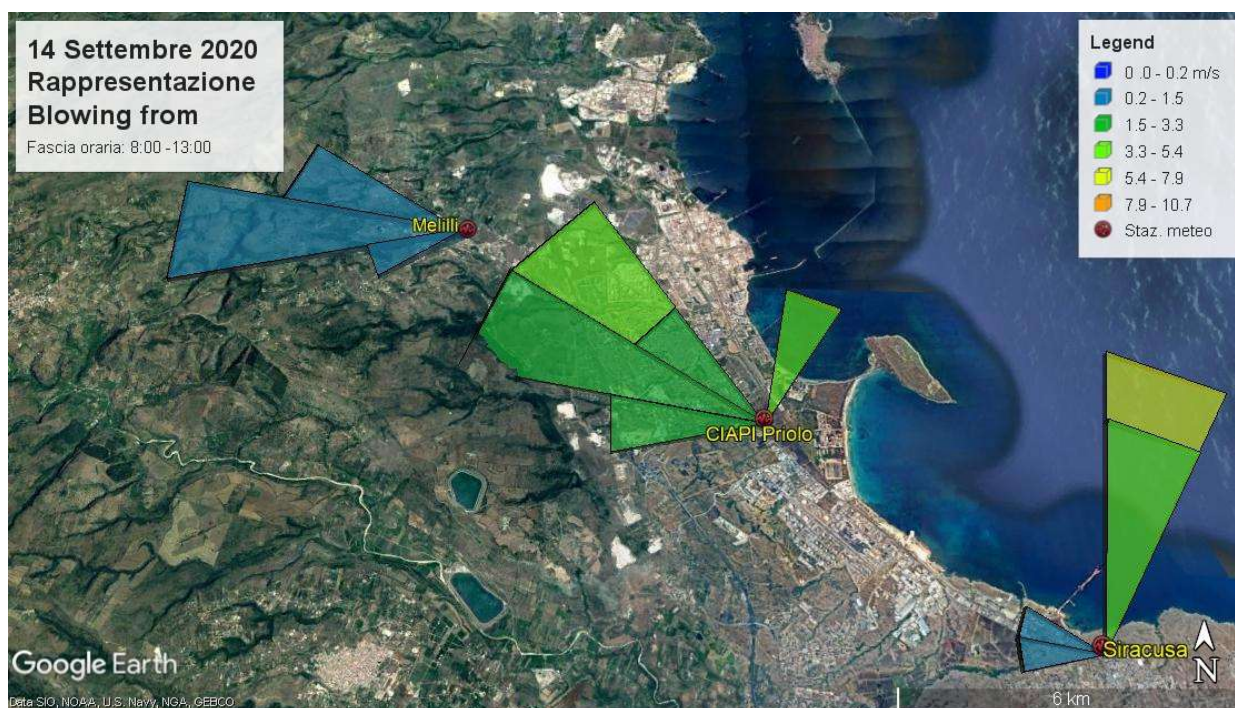 14 Settembre 2020
Rappresentazione
Blowing from
Fascia oraria: 8:00 -13:00
Legend
0 .0 - 0.2 m/s
0.2 - 1.5
1.5 - 3.3
3.3 - 5.4
5.4 - 7.9
7.9 - 10.7
Staz. meteo
Melilli
CIAPI Priolo
Siracusa
N
Google Earth
Data SIO, NOAA, U.S. Navy, NGA, GEBCO
6 km